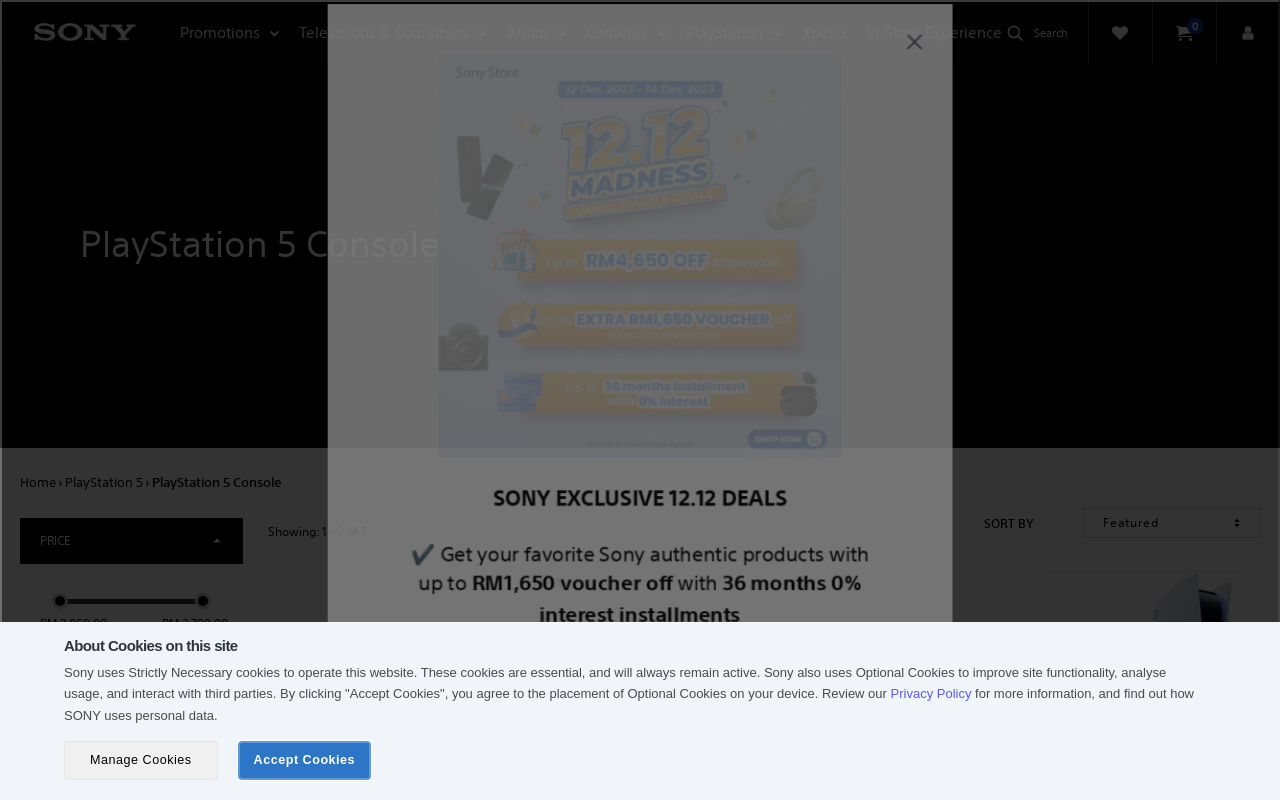 SONY
Promotions
Televisions & Soundbars
Audio
Cameras
PlayStation
Xperia
In-Store Experience
Search
0
Sony Store
12 Dec 2023 - 14 Dec 2023
12.12
MADNESS
UNBELIEVABLE DEALS
Up to RM4,650 OFF storewide
Up to EXTRA RM1,650 VOUCHER off
up to 36 months installment
with 0% interest
*Terms & Conditions apply
SHOP NOW
PlayStation 5 Console
SONY EXCLUSIVE 12.12 DEALS
✔️ Get your favorite Sony authentic products with
up to RM1,650 voucher off with 36 months 0%
interest installments
Home › PlayStation 5 › PlayStation 5 Console
PRICE
Showing: 1 - 7 of 7
SORT BY
Featured
About Cookies on this site
Sony uses Strictly Necessary cookies to operate this website. These cookies are essential, and will always remain active. Sony also uses Optional Cookies to improve site functionality, analyse
usage, and interact with third parties. By clicking "Accept Cookies", you agree to the placement of Optional Cookies on your device. Review our Privacy Policy for more information, and find out how
SONY uses personal data.
Manage Cookies
Accept Cookies